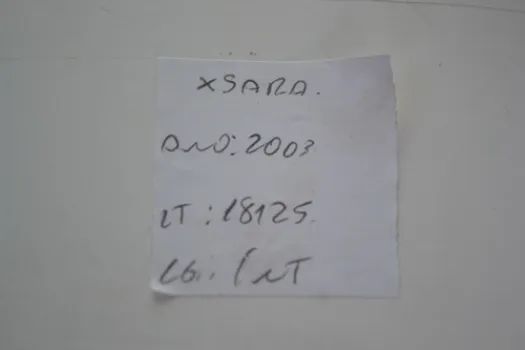 XSARA.
ANO: 2003
LT: 18125.